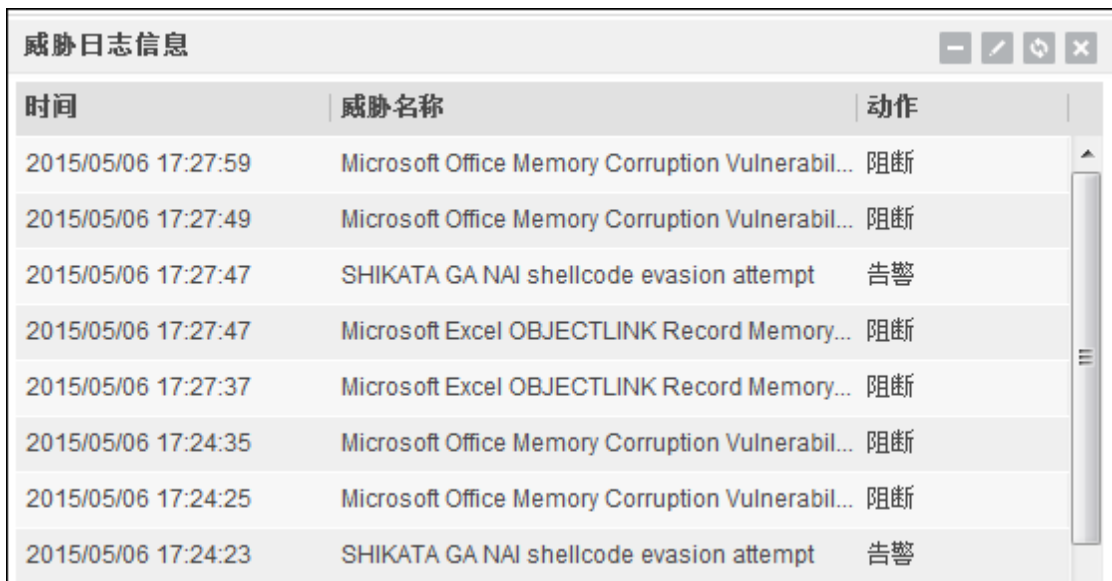 威胁日志信息
时间 威胁名称 动作
2015/05/06 17:27:59 Microsoft Office Memory Corruption Vulnerabil... 阻断
2015/05/06 17:27:49 Microsoft Office Memory Corruption Vulnerabil... 阻断
2015/05/06 17:27:47 SHIKATA GA NAI shellcode evasion attempt 告警
2015/05/06 17:27:47 Microsoft Excel OBJECTLINK Record Memory... 阻断
2015/05/06 17:27:37 Microsoft Excel OBJECTLINK Record Memory... 阻断
2015/05/06 17:24:35 Microsoft Office Memory Corruption Vulnerabil... 阻断
2015/05/06 17:24:25 Microsoft Office Memory Corruption Vulnerabil... 阻断
2015/05/06 17:24:23 SHIKATA GA NAI shellcode evasion attempt 告警